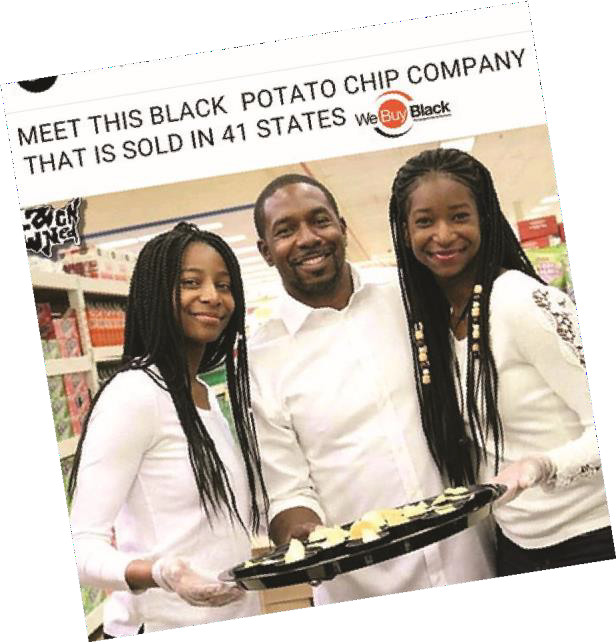 MEET THIS BLACK POTATO CHIP COMPANY
THAT IS SOLD IN 41 STATES We Buy Black